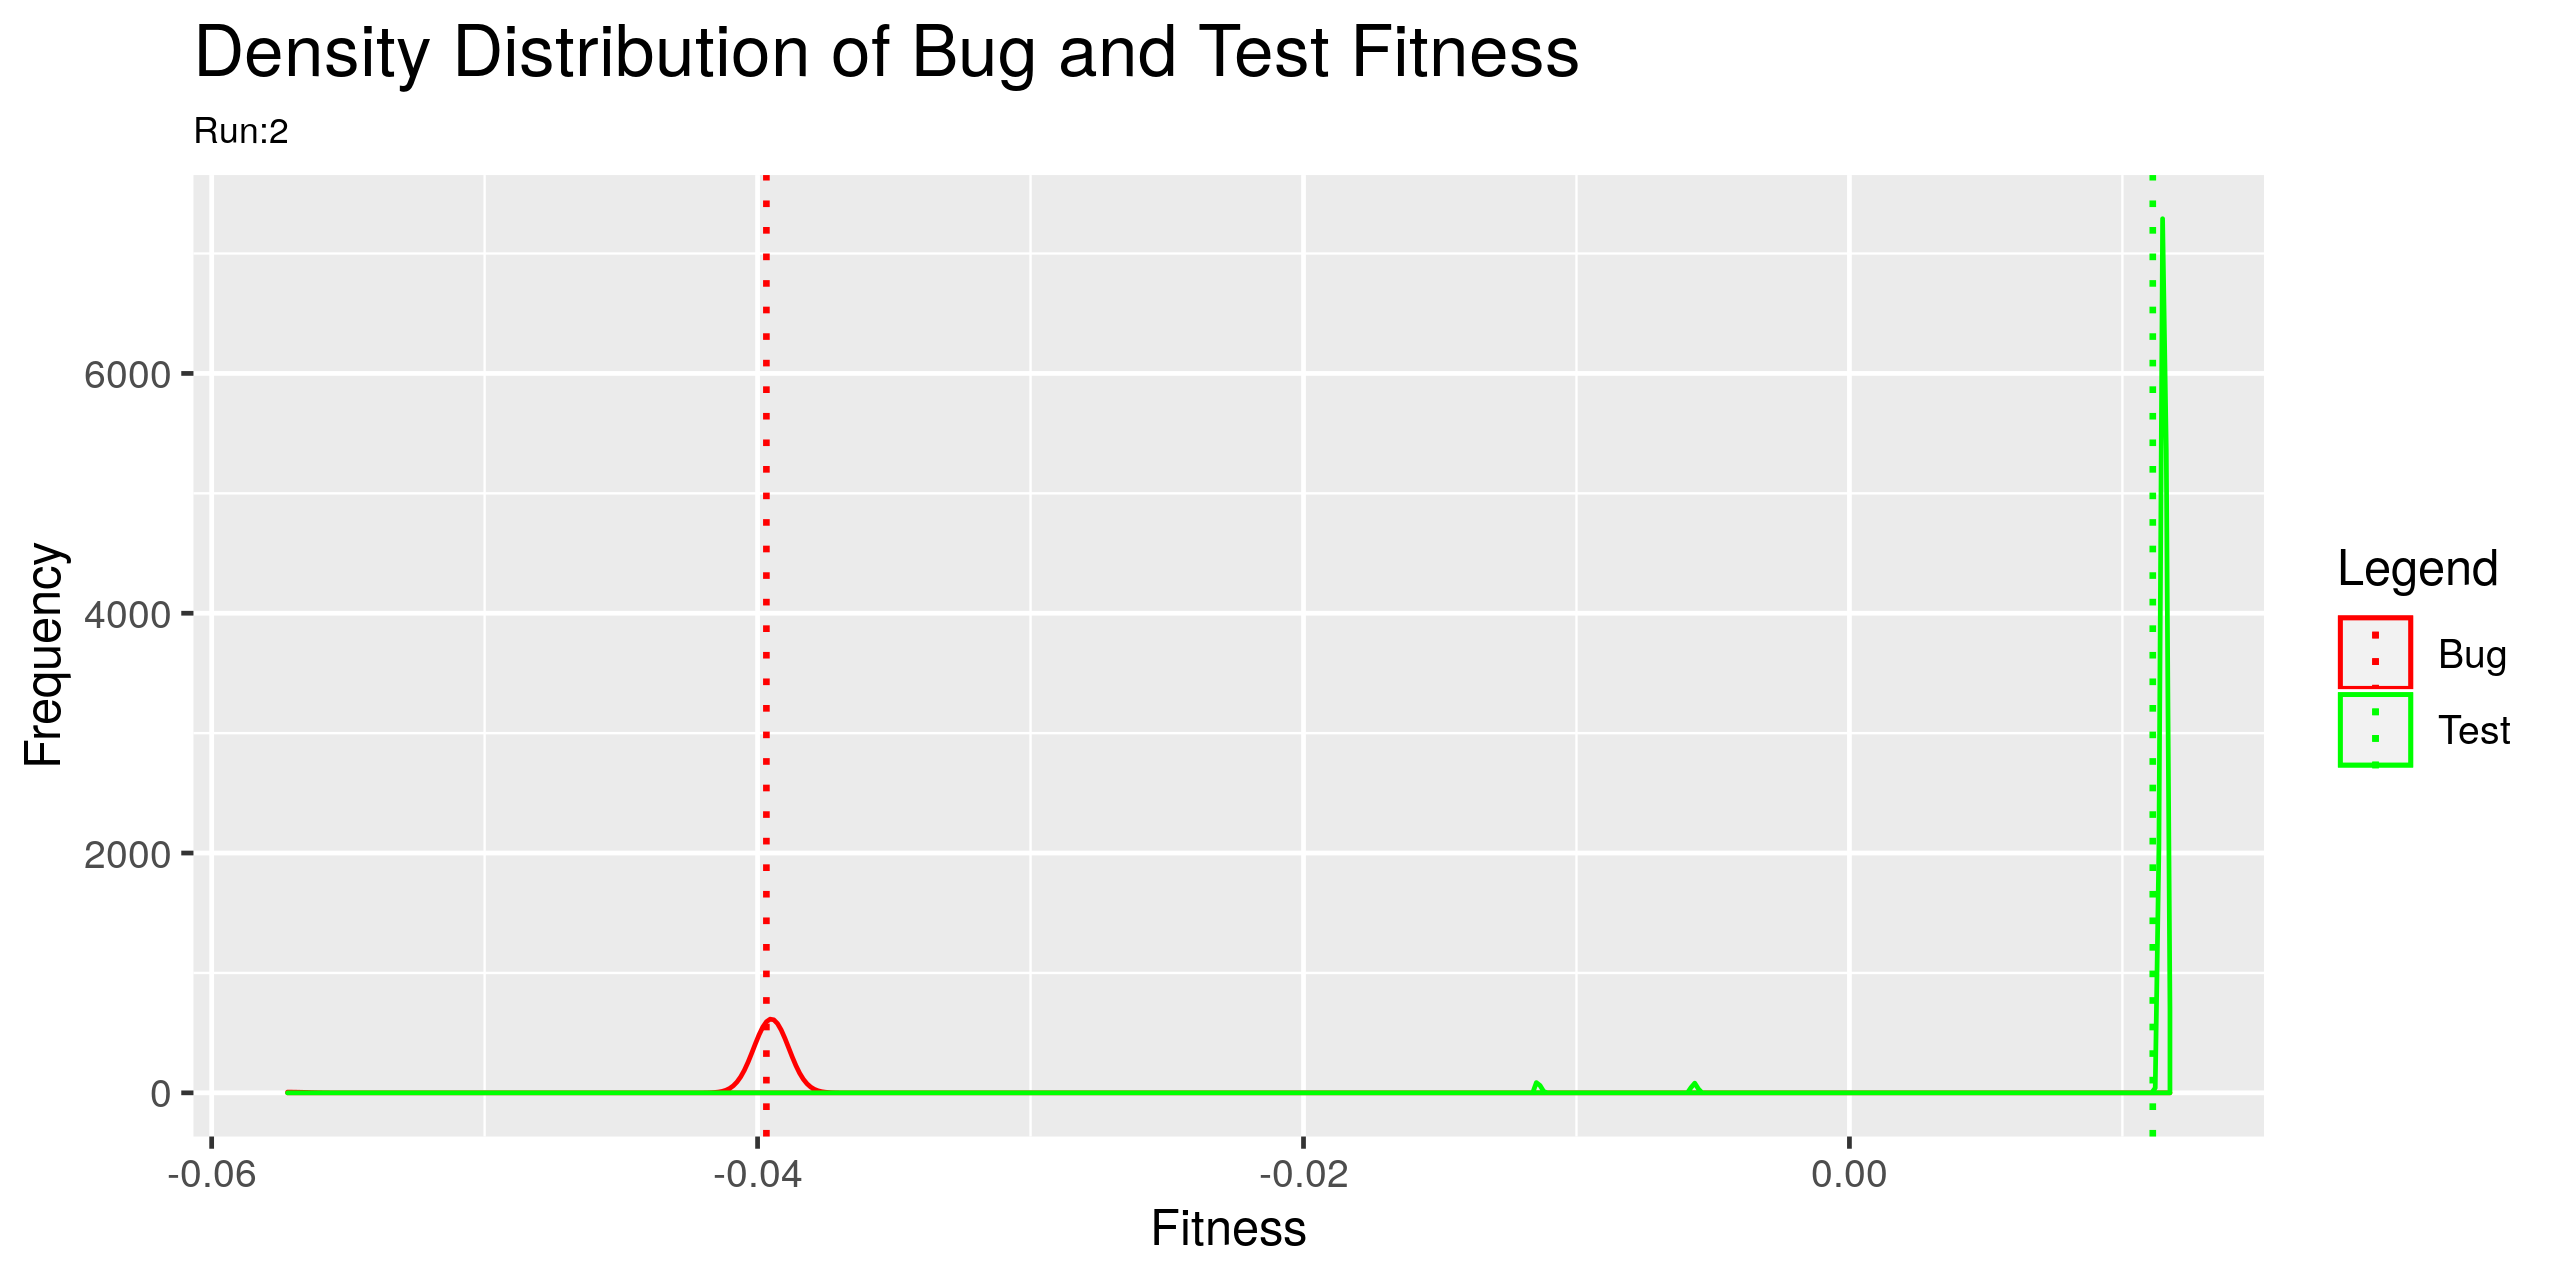 Density Distribution of Bug and Test Fitness
Run:2
Frequency
6000
4000
2000
0
-0.06
-0.04
-0.02
0.00
Fitness
Legend
Bug
Test